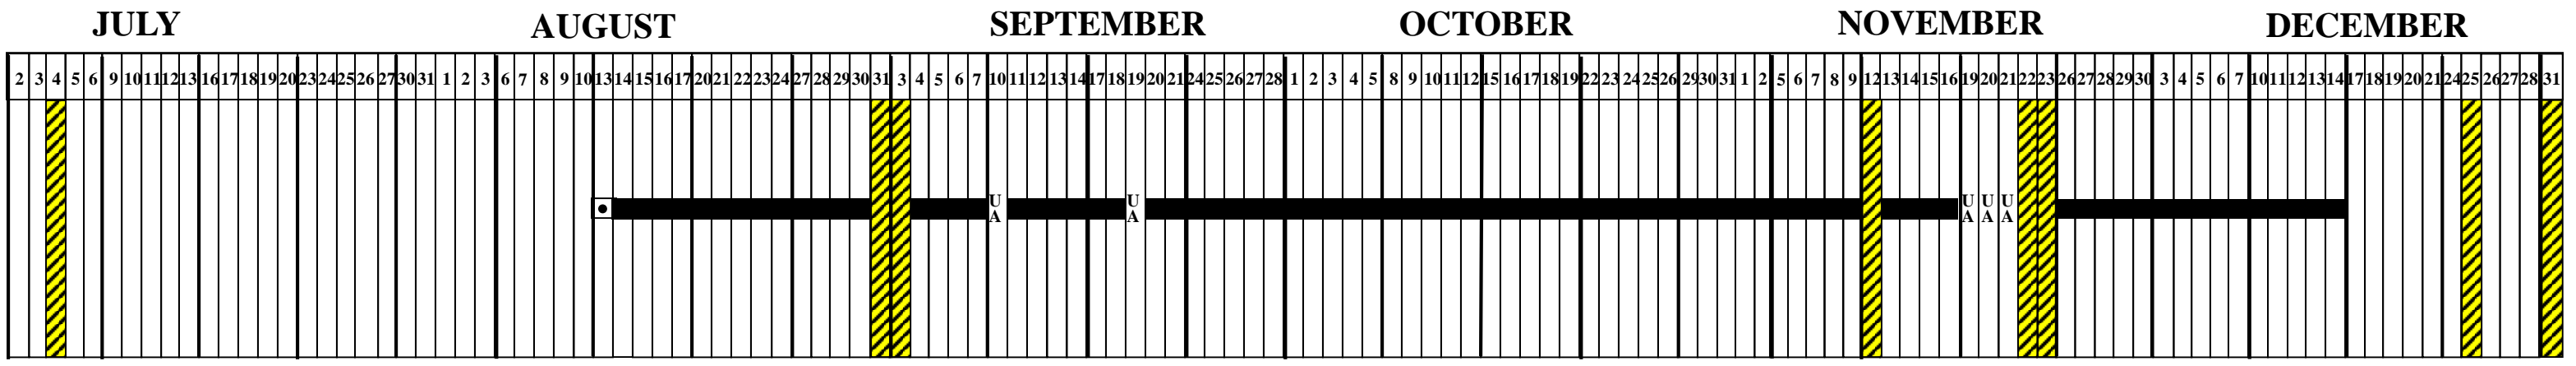 JULY AUGUST SEPTEMBER OCTOBER NOVEMBER DECEMBER
2 3 4 5 6 9 10 11 12 13 16 17 18 19 20 23 24 25 26 27 30 31 1 2 3 6 7 8 9 10 13 14 15 16 17 20 21 22 23 24 27 28 29 30 31 3 4 5 6 7 10 11 12 13 14 17 18 19 20 21 24 25 26 27 28 1 2 3 4 5 8 9 10 11 12 15 16 17 18 19 22 23 24 25 26 29 30 31 1 2 5 6 7 8 9 12 13 14 15 16 19 20 21 22 23 26 27 28 29 30 3 4 5 6 7 10 11 12 13 14 17 18 19 20 21 24 25 26 27 28 31
U U U U U
A A A A A